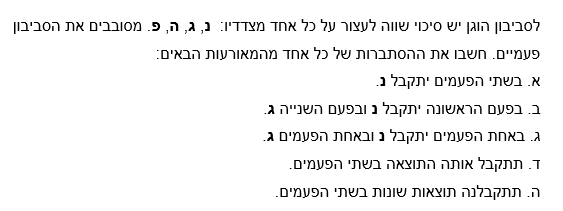 לסביבון הוגן יש סיכוי שווה לעצור על כל אחד מצדדיו: נ, ג, ה, פ. מסובבים את הסביבון
פעמיים. חשבו את ההסתברות של כל אחד מהמאורעות הבאים:
א. בשתי הפעמים יתקבל נ.
ב. בפעם הראשונה יתקבל נ ובפעם השנייה ג.
ג. באחת הפעמים יתקבל נ ובאחת הפעמים ג.
ד. תתקבל אותה התוצאה בשתי הפעמים.
ה. תתקבלנה תוצאות שונות בשתי הפעמים.